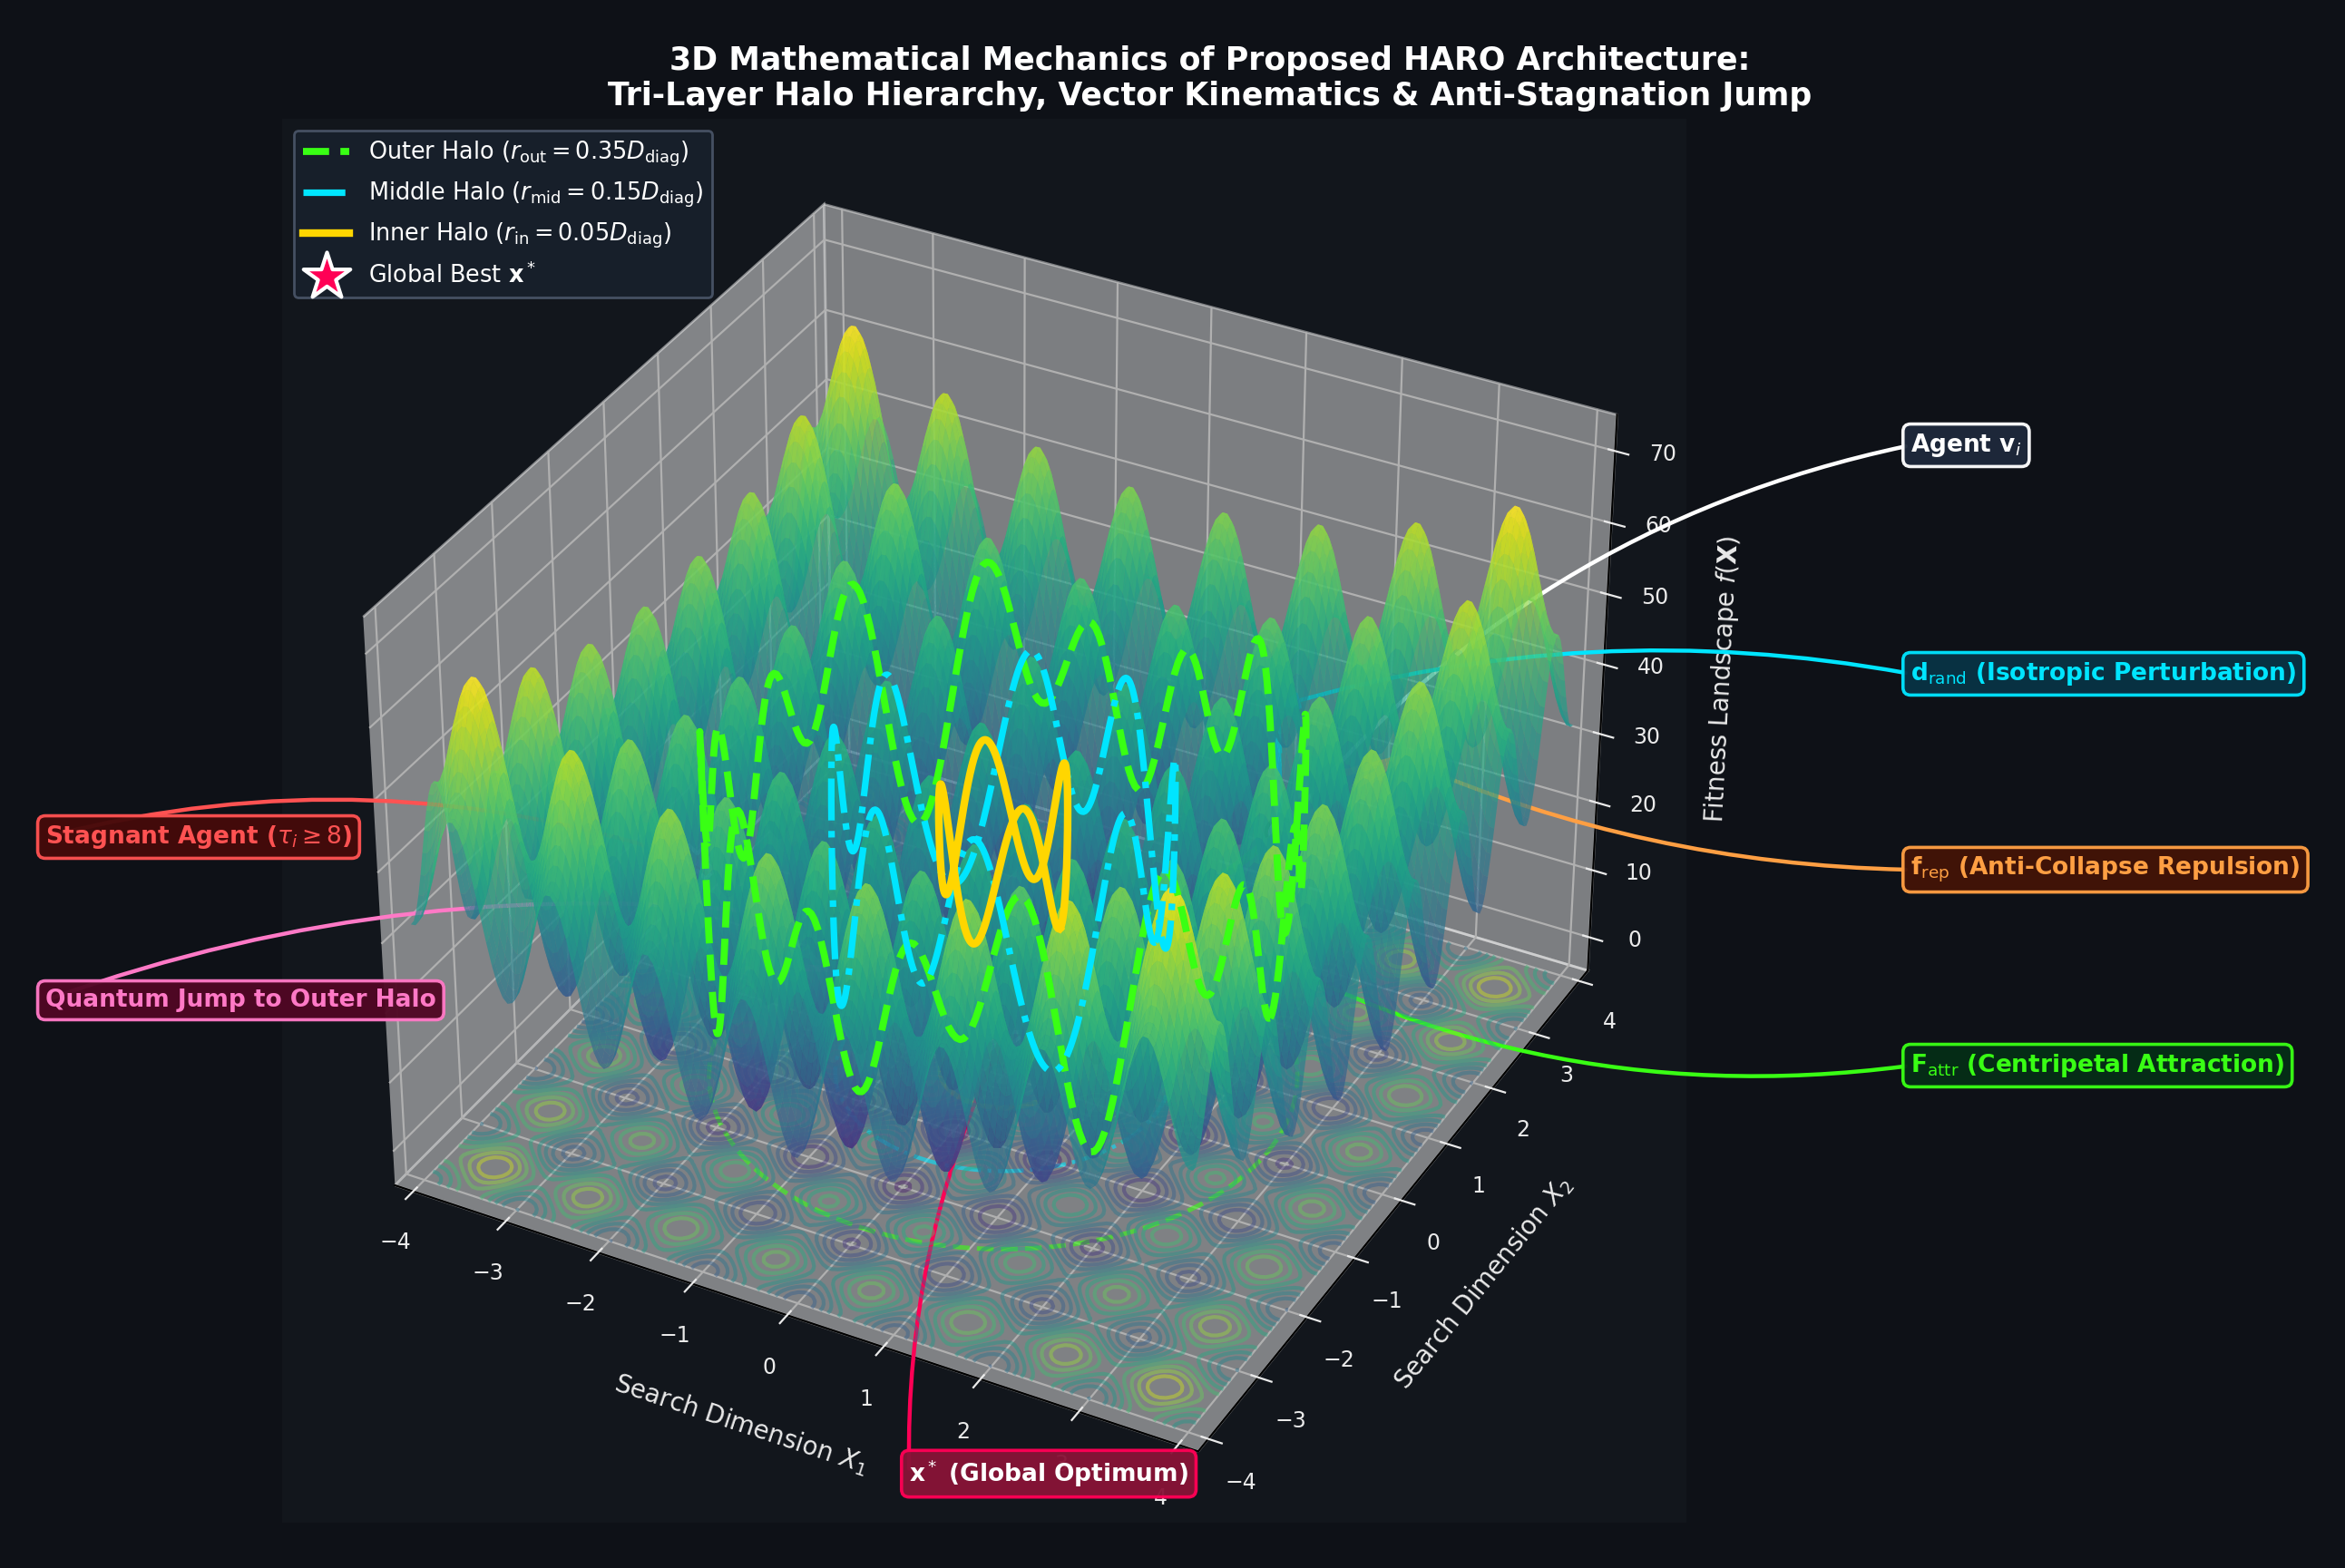 3D Mathematical Mechanics of Proposed HARO Architecture:
Tri-Layer Halo Hierarchy, Vector Kinematics & Anti-Stagnation Jump
Outer Halo (r_out = 0.35D_diag)
Middle Halo (r_mid = 0.15D_diag)
Inner Halo (r_in = 0.05D_diag)
Global Best x*
Agent v_i
d_rand (Isotropic Perturbation)
f_rep (Anti-Collapse Repulsion)
F_attr (Centripetal Attraction)
Stagnant Agent (τ_i ≥ 8)
Quantum Jump to Outer Halo
x* (Global Optimum)
Fitness Landscape f(X)
70
60
50
40
30
20
10
0
Search Dimension X₂
4
3
2
1
0
−1
−2
−3
−4
Search Dimension X₁
−4
−3
−2
−1
0
1
2
4